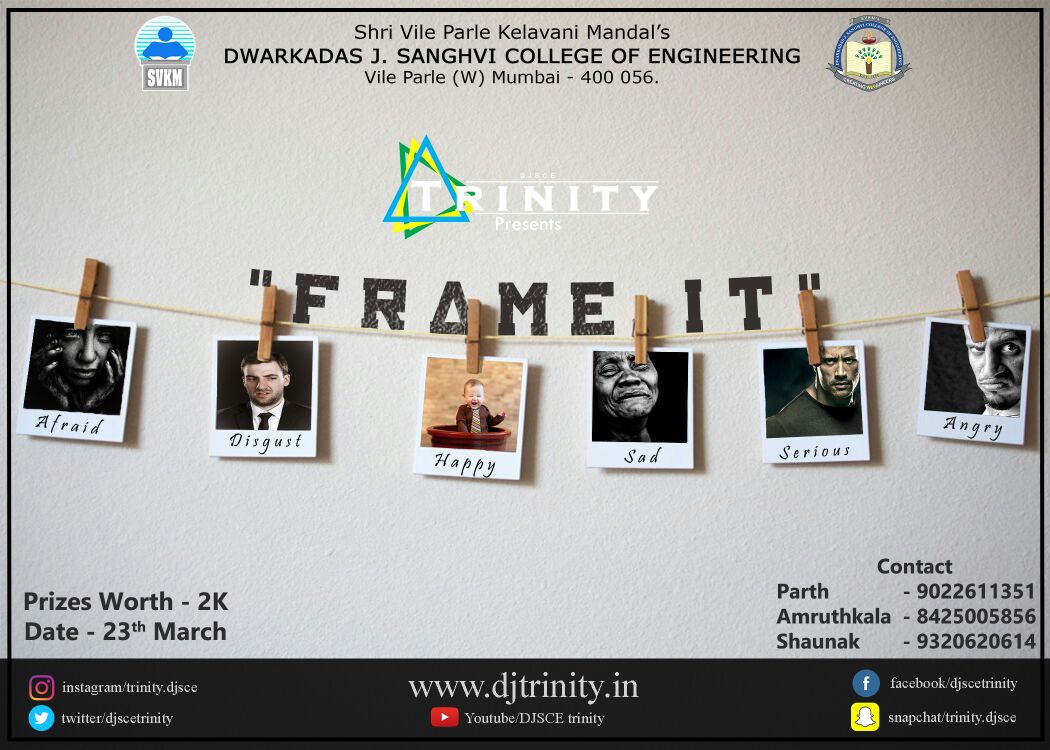 Shri Vile Parle Kelavani Mandal's
DWARKADAS J. SANGHVI COLLEGE OF ENGINEERING
Vile Parle (W) Mumbai - 400 056.
SVKM
DJSCE
TRINITY
Presents
"FRAME IT"
Afraid
Disgust
Happy
Sad
Serious
Angry
Prizes Worth - 2K
Date - 23th March
Contact
Parth - 9022611351
Amruthkala - 8425005856
Shaunak - 9320620614
instagram/trinity.djsce
twitter/djscetrinity
www.djtrinity.in
Youtube/DJSCE trinity
facebook/djscetrinity
snapchat/trinity.djsce